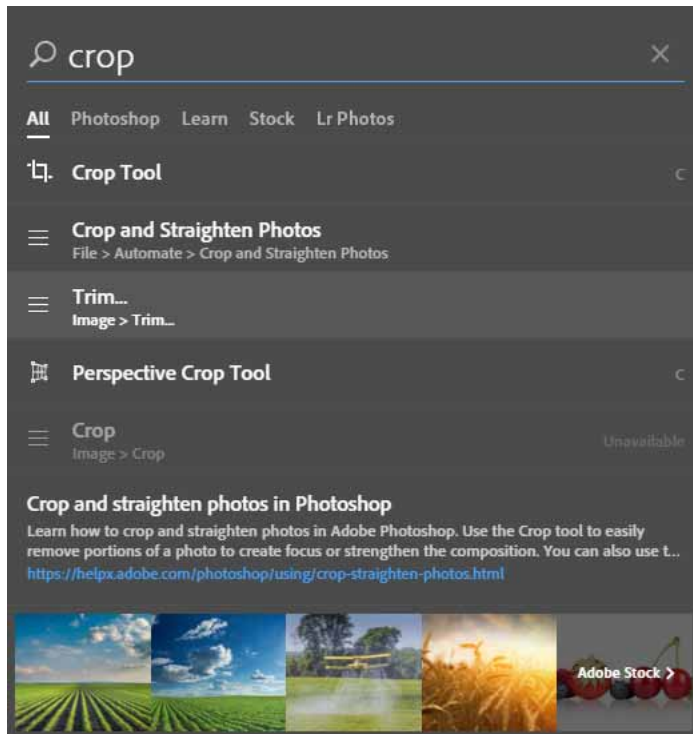 crop
All Photoshop Learn Stock Lr Photos
Crop Tool C
Crop and Straighten Photos
File > Automate > Crop and Straighten Photos
Trim...
Image > Trim...
Perspective Crop Tool C
Crop
Image > Crop Unavailable
Crop and straighten photos in Photoshop
Learn how to crop and straighten photos in Adobe Photoshop. Use the Crop tool to easily
remove portions of a photo to create focus or strengthen the composition. You can also use t...
https://helpx.adobe.com/photoshop/using/crop-straighten-photos.html
Adobe Stock >